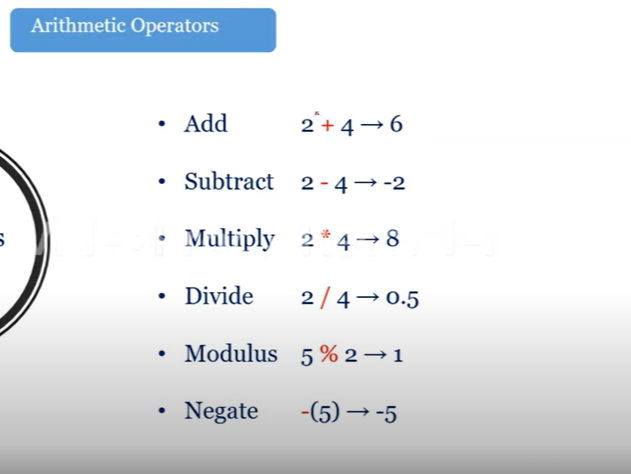 Arithmetic Operators
• Add 2 + 4 → 6
• Subtract 2 - 4 → -2
s
• Multiply 2 * 4 → 8
• Divide 2 / 4 → 0.5
• Modulus 5 % 2 → 1
• Negate -(5) → -5